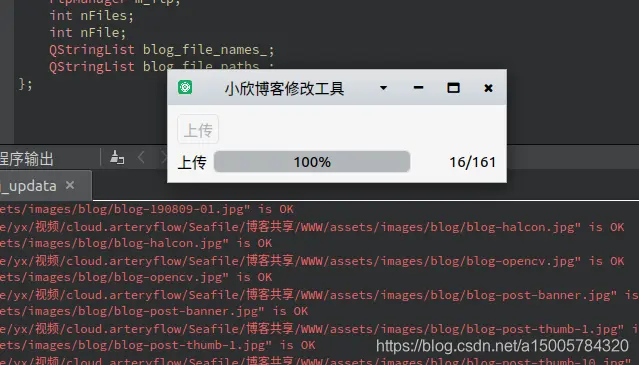 ftpManager m_ftp;
int nFiles;
int nFile;
QStringList blog_file_names_;
QStringList blog_file_paths_;
};
小欣博客修改工具
上传
上传 100% 16/161
程序输出
_updata
ets/images/blog/blog-190809-01.jpg" is OK
e/yx/视频/cloud.arteryflow/Seafile/博客共享/WWW/assets/images/blog/blog-halcon.jpg" is OK
ets/images/blog/blog-halcon.jpg" is OK
e/yx/视频/cloud.arteryflow/Seafile/博客共享/WWW/assets/images/blog/blog-opencv.jpg" is OK
ets/images/blog/blog-opencv.jpg" is OK
e/yx/视频/cloud.arteryflow/Seafile/博客共享/WWW/assets/images/blog/blog-post-banner.jpg" is
ets/images/blog/blog-post-banner.jpg" is OK
e/yx/视频/cloud.arteryflow/Seafile/博客共享/WWW/assets/images/blog/blog-post-thumb-1.jpg" i
ets/images/blog/blog-post-thumb-1.jpg" is OK
e/yx/视频/cloud.arteryflow/Seafile/博客共享/WWW/assets/images/blog/blog-post-thumb-10.jpg"
https://blog.csdn.net/a15005784320